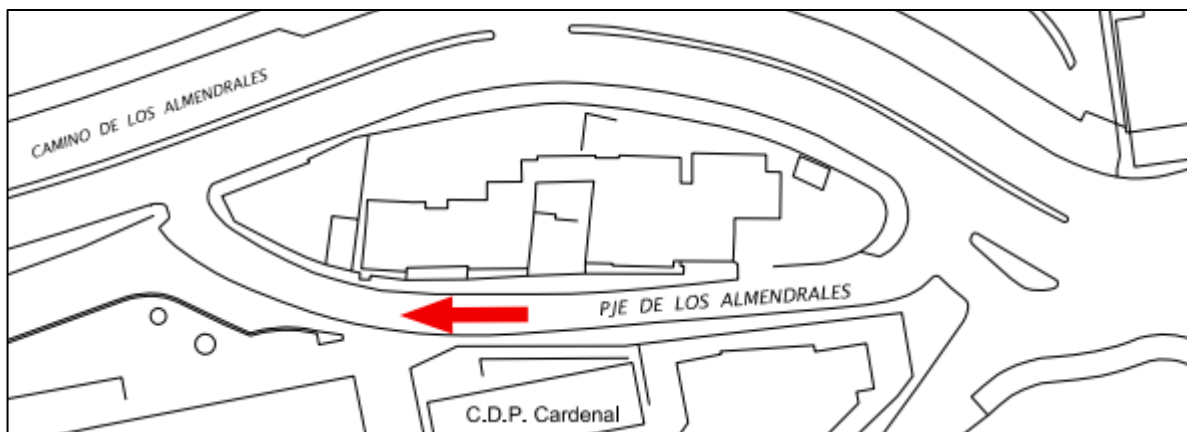 CAMINO DE LOS ALMENDRALES
PJE DE LOS ALMENDRALES
C.D.P. Cardenal